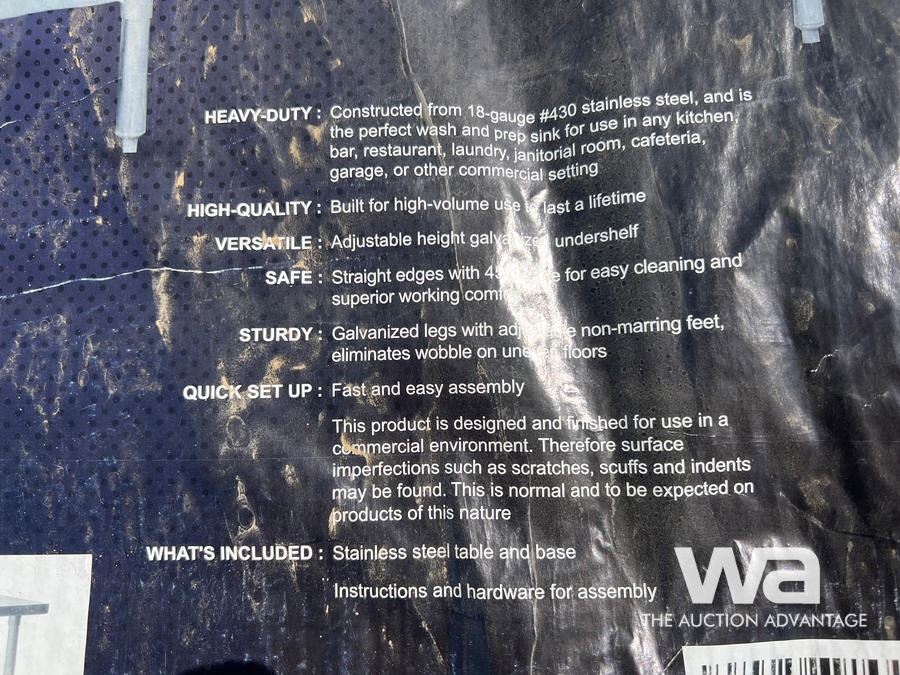 HEAVY-DUTY : Constructed from 18-gauge #430 stainless steel, and is
the perfect wash and prep sink for use in any kitchen,
bar, restaurant, laundry, janitorial room, cafeteria,
garage, or other commercial setting
HIGH-QUALITY : Built for high-volume use last a lifetime
VERSATILE : Adjustable height galvanized undershelf
SAFE : Straight edges with for easy cleaning and
superior working comfort
STURDY : Galvanized legs with adjustable non-marring feet,
eliminates wobble on uneven floors
QUICK SET UP : Fast and easy assembly
This product is designed and finished for use in a
commercial environment. Therefore surface
imperfections such as scratches, scuffs and indents
may be found. This is normal and to be expected on
products of this nature
WHAT'S INCLUDED : Stainless steel table and base
Instructions and hardware for assembly
wa
THE AUCTION ADVANTAGE